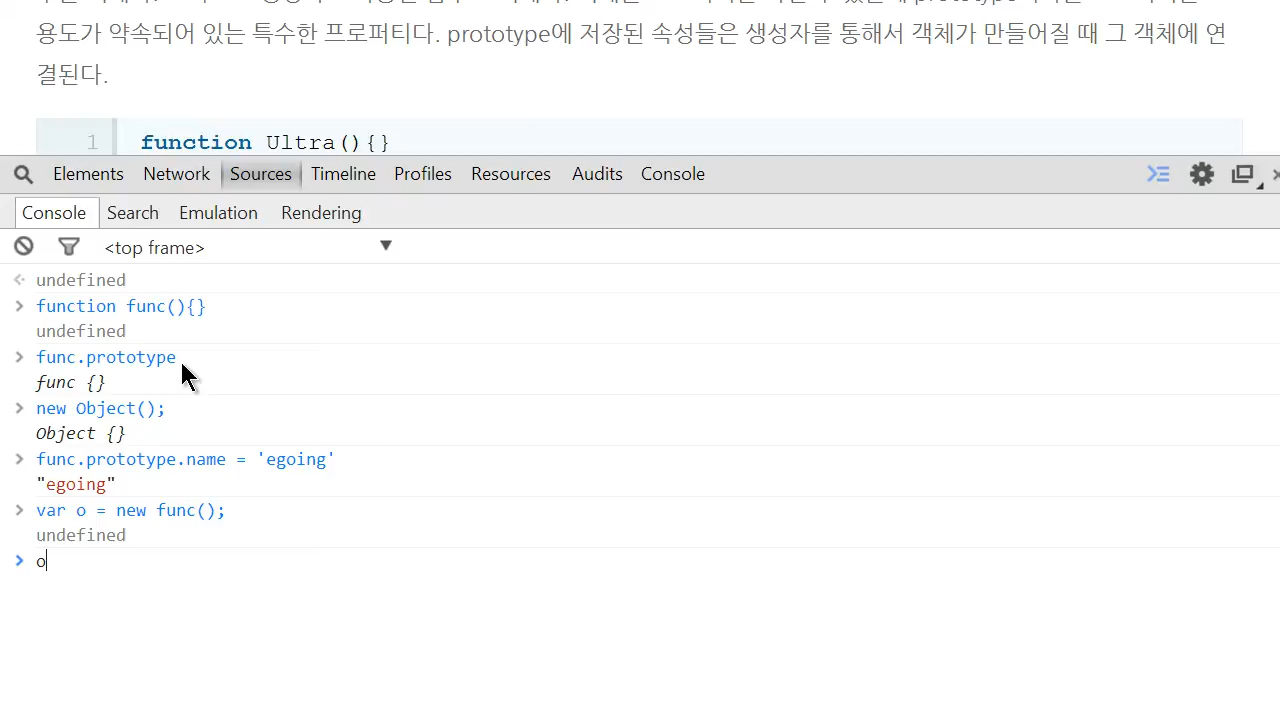 용도가 약속되어 있는 특수한 프로퍼티다. prototype에 저장된 속성들은 생성자를 통해서 객체가 만들어질 때 그 객체에 연
결된다.
1 function Ultra(){}
Elements Network Sources Timeline Profiles Resources Audits Console
Console Search Emulation Rendering
<top frame>
undefined
function func(){}
undefined
func.prototype
func {}
new Object();
Object {}
func.prototype.name = 'egoing'
"egoing"
var o = new func();
undefined
o